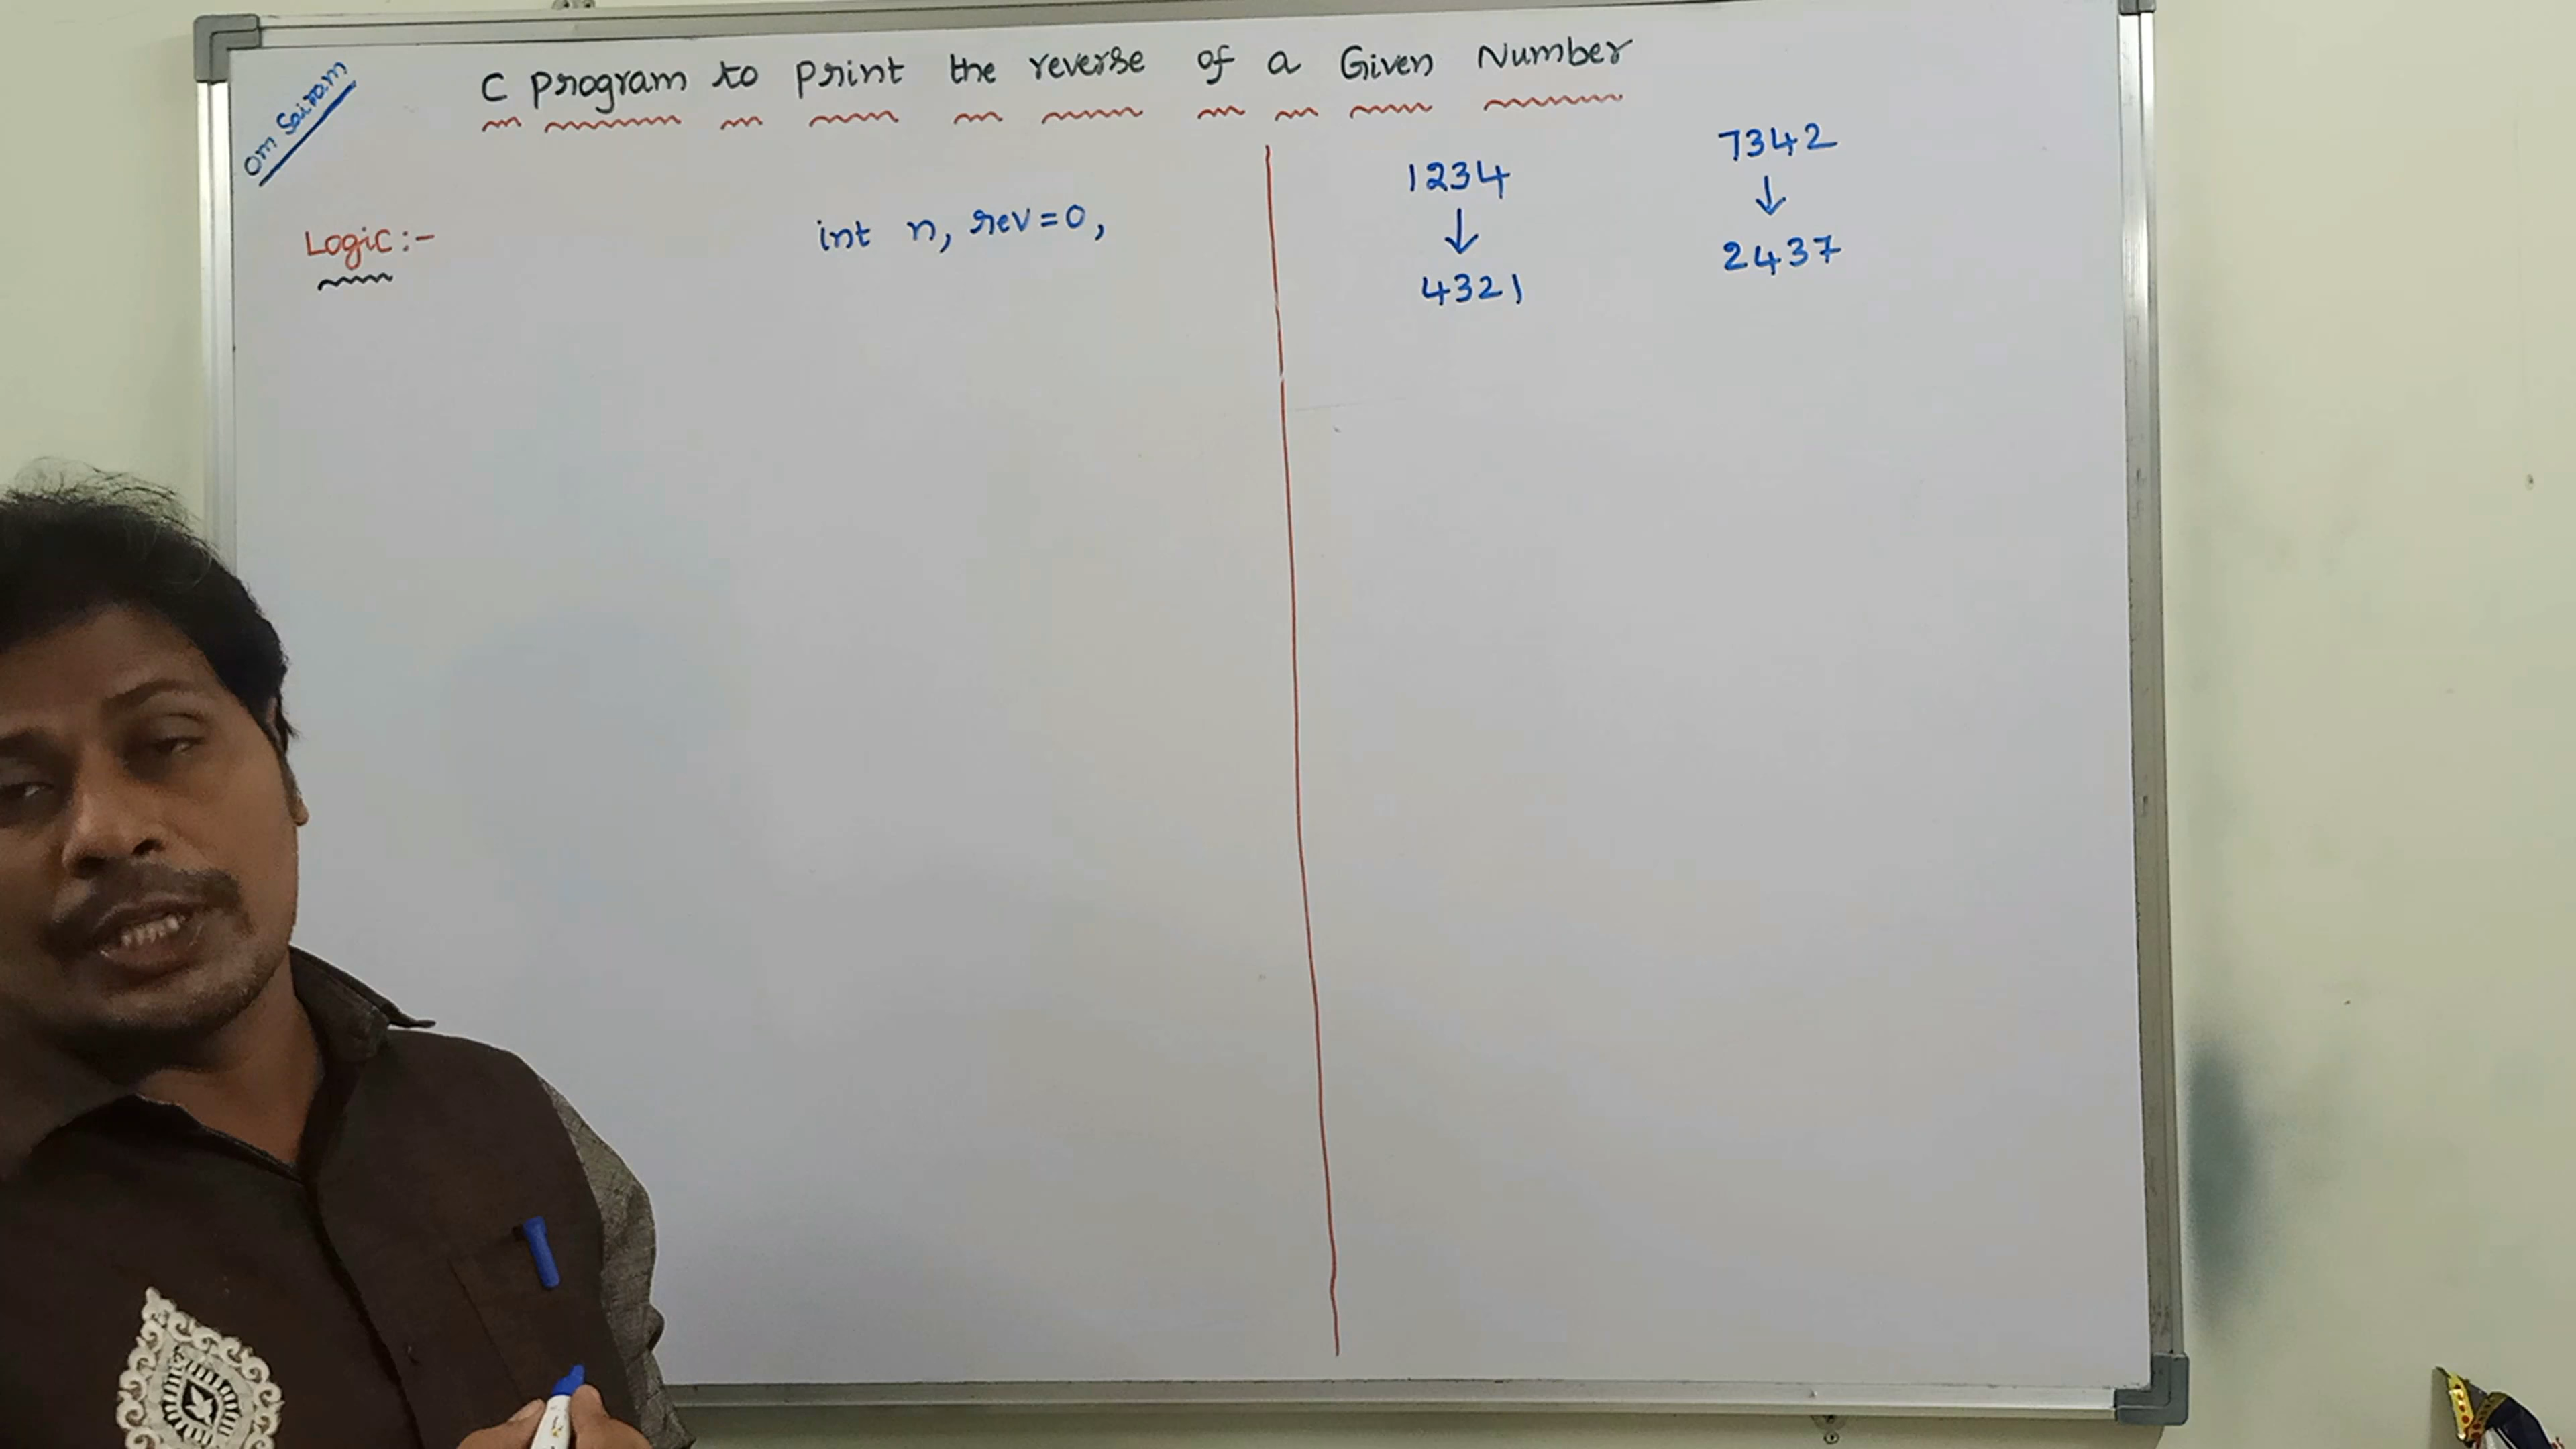 Om Sairam
C program to print the reverse of a Given Number
Logic:-
int n, rev=0,
1234
↓
4321
7342
↓
2437